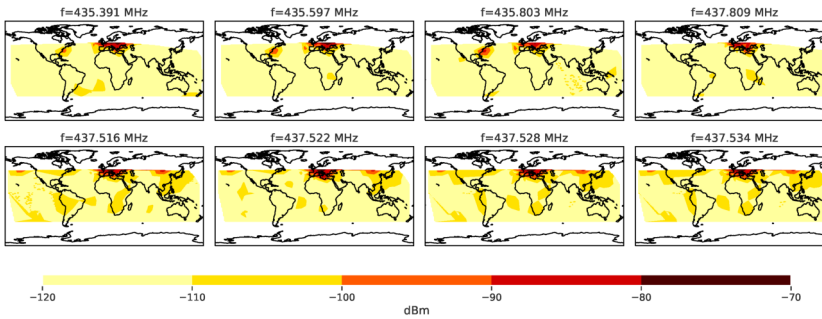 f=435.391 MHz
f=435.597 MHz
f=435.803 MHz
f=437.809 MHz
f=437.516 MHz
f=437.522 MHz
f=437.528 MHz
f=437.534 MHz
−120
−110
−100
−90
−80
−70
dBm